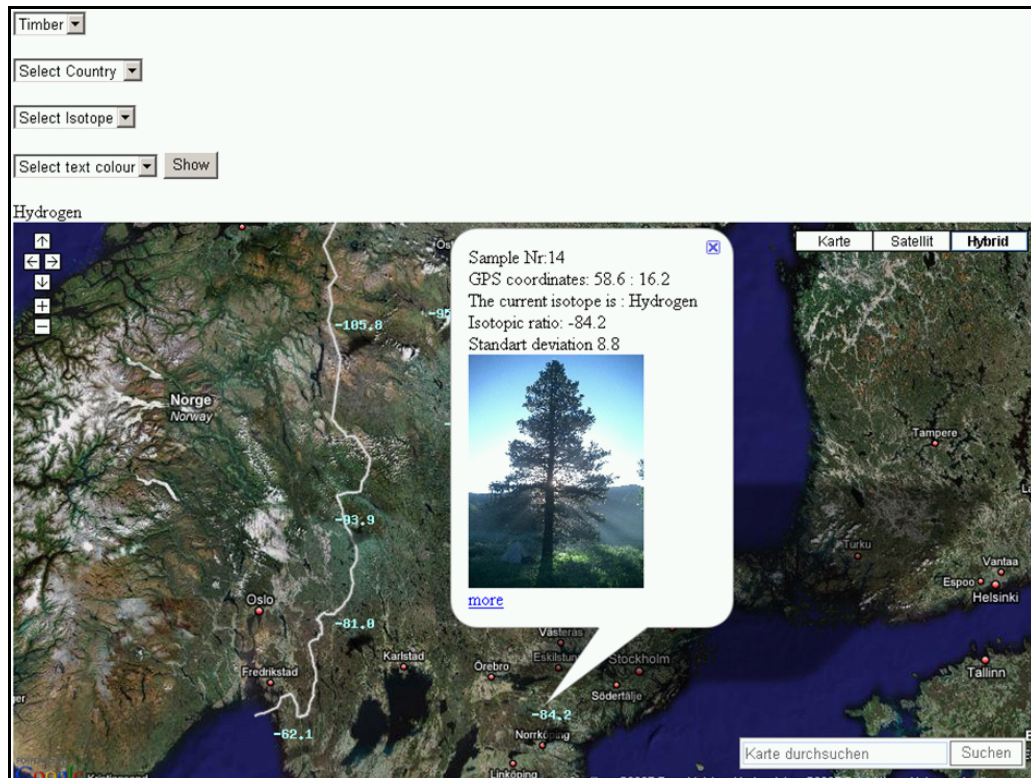 Timber
Select Country
Select Isotope
Select text colour Show
Hydrogen
Karte Satellit Hybrid
Sample Nr:14
GPS coordinates: 58.6 : 16.2
The current isotope is : Hydrogen
Isotopic ratio: -84.2
Standart deviation 8.8
-105.8
Norge
Norway
Tampere
-93.9
Turku
Vantaa
Espoo
Helsinki
more
Oslo
-81.0
Västerås
Karlstad
Örebro
Stockholm
Fredrikstad
Tallinn
Södertälje
-84.2
-62.1
Norrköping
Karte durchsuchen Suchen
Linköping
Google